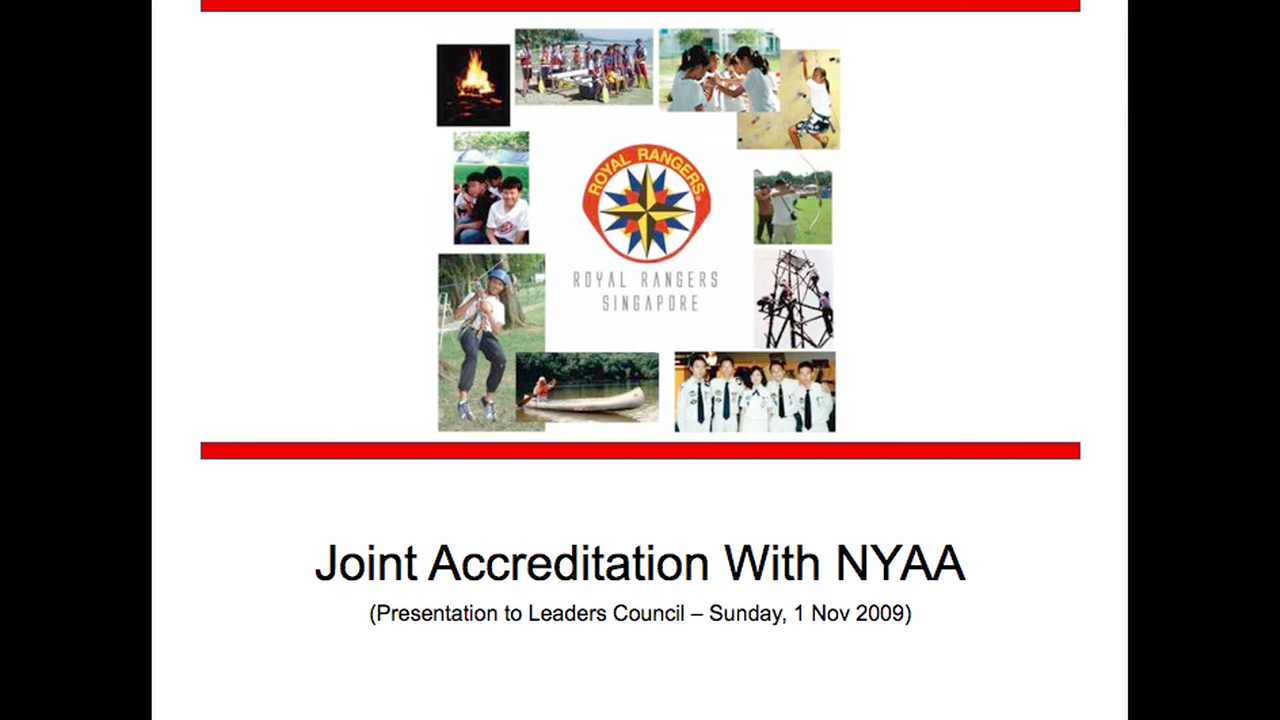 ROYAL RANGERS
ROYAL RANGERS
SINGAPORE
Joint Accreditation With NYAA
(Presentation to Leaders Council – Sunday, 1 Nov 2009)